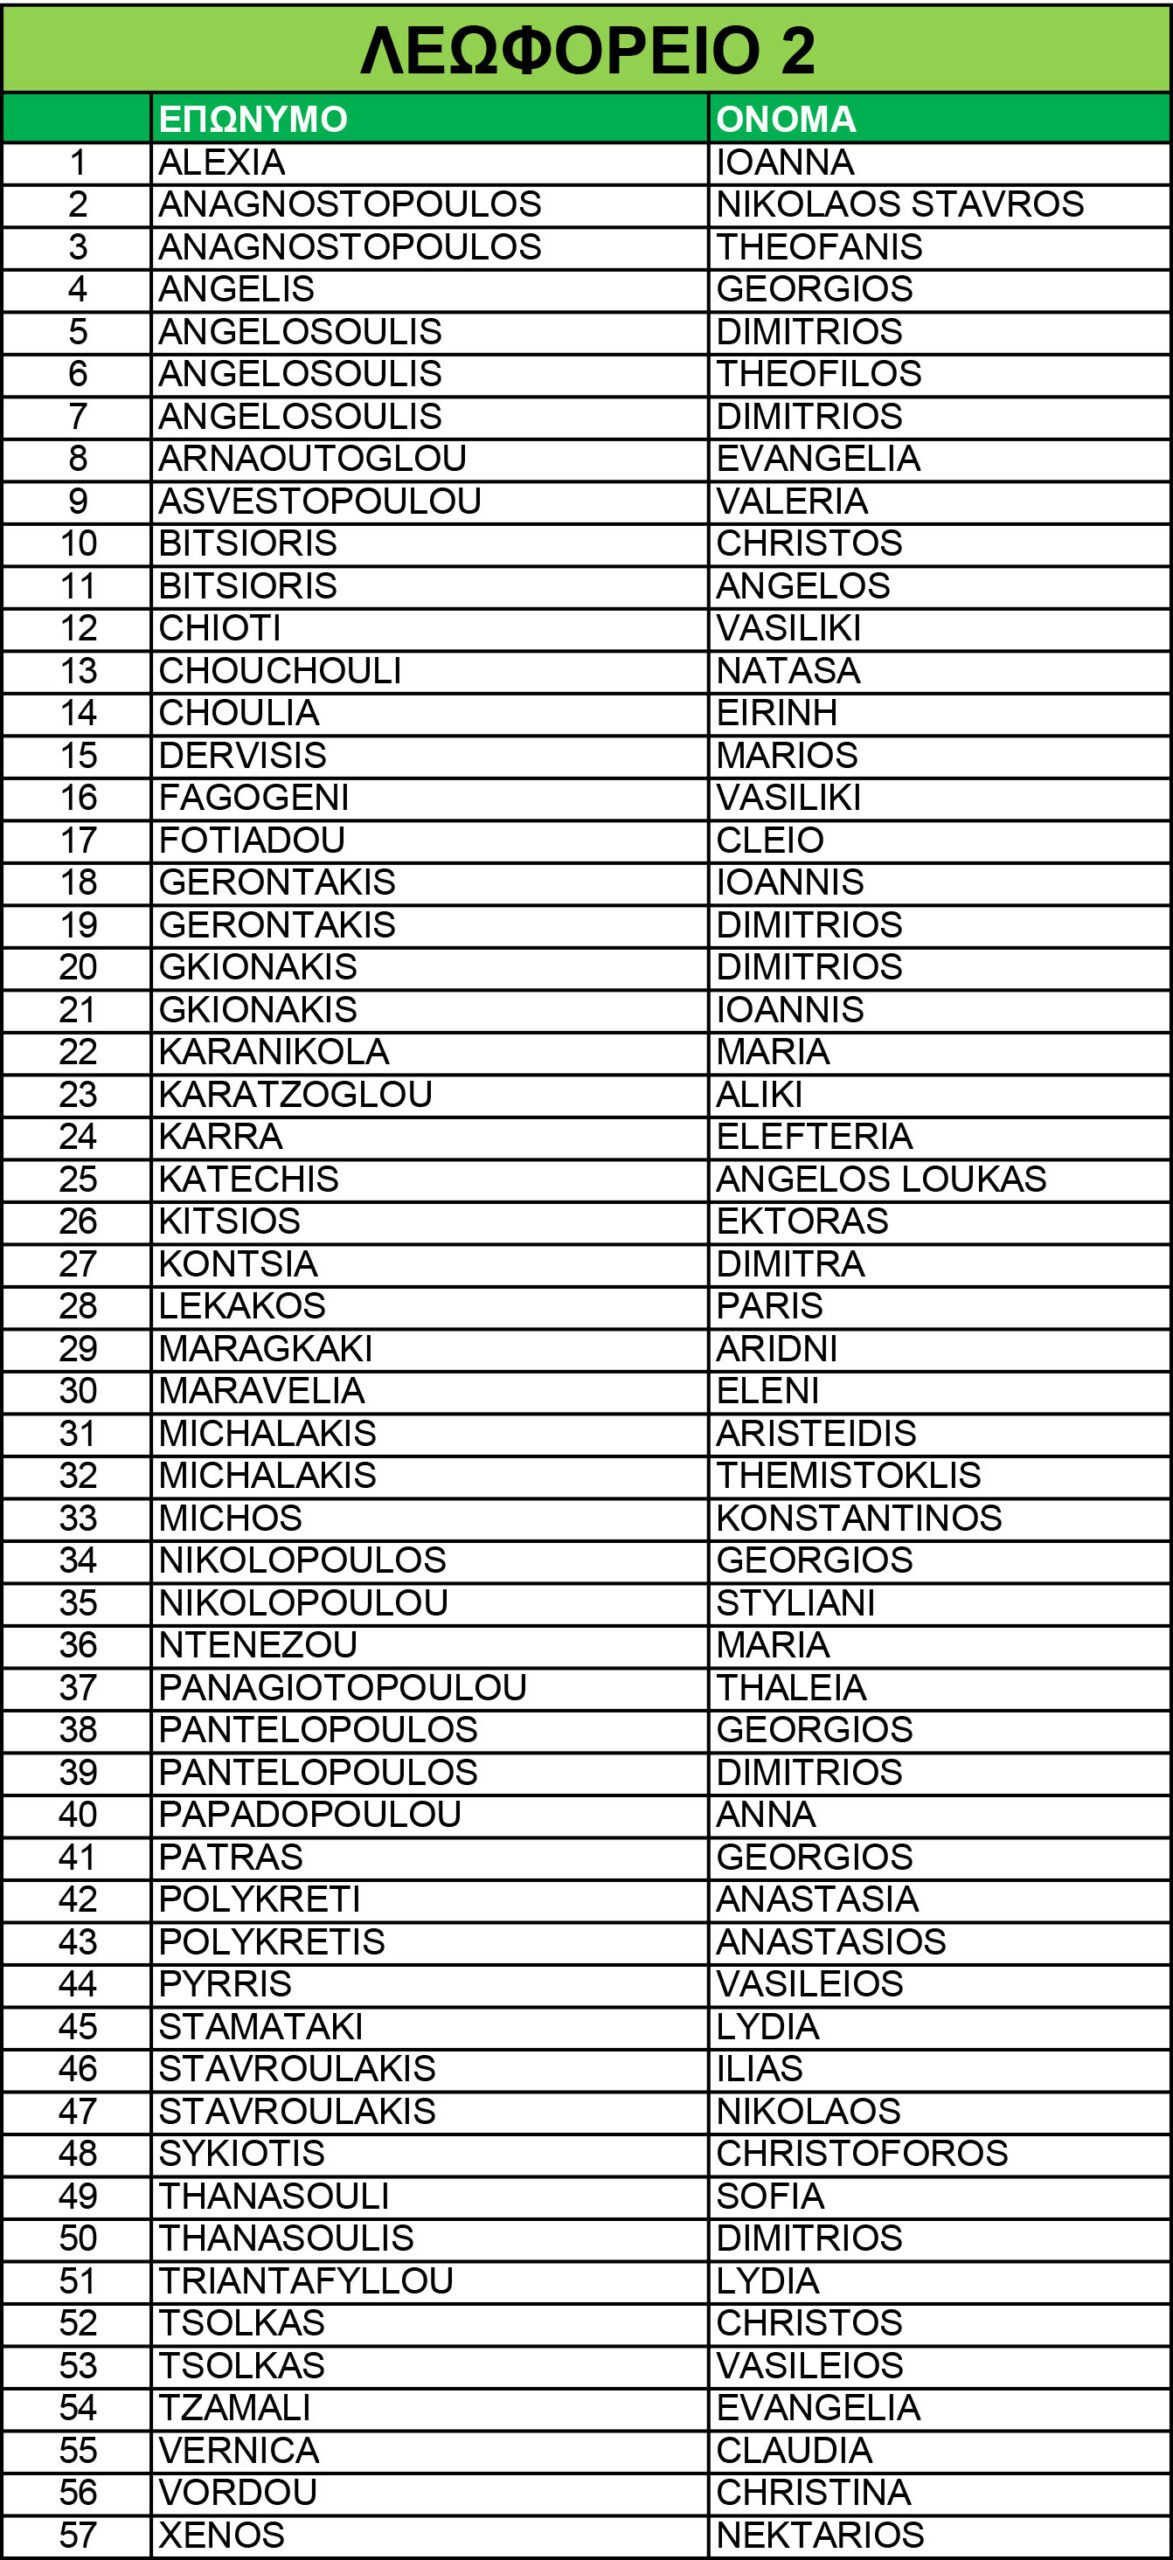 ΛΕΩΦΟΡΕΙΟ 2
ΕΠΩΝΥΜΟ ΟΝΟΜΑ
1 ALEXIA IOANNA
2 ANAGNOSTOPOULOS NIKOLAOS STAVROS
3 ANAGNOSTOPOULOS THEOFANIS
4 ANGELIS GEORGIOS
5 ANGELOSOULIS DIMITRIOS
6 ANGELOSOULIS THEOFILOS
7 ANGELOSOULIS DIMITRIOS
8 ARNAOUTOGLOU EVANGELIA
9 ASVESTOPOULOU VALERIA
10 BITSIORIS CHRISTOS
11 BITSIORIS ANGELOS
12 CHIOTI VASILIKI
13 CHOUCHOULI NATASA
14 CHOULIA EIRINH
15 DERVISIS MARIOS
16 FAGOGENI VASILIKI
17 FOTIADOU CLEIO
18 GERONTAKIS IOANNIS
19 GERONTAKIS DIMITRIOS
20 GKIONAKIS DIMITRIOS
21 GKIONAKIS IOANNIS
22 KARANIKOLA MARIA
23 KARATZOGLOU ALIKI
24 KARRA ELEFTERIA
25 KATECHIS ANGELOS LOUKAS
26 KITSIOS EKTORAS
27 KONTSIA DIMITRA
28 LEKAKOS PARIS
29 MARAGKAKI ARIDNI
30 MARAVELIA ELENI
31 MICHALAKIS ARISTEIDIS
32 MICHALAKIS THEMISTOKLIS
33 MICHOS KONSTANTINOS
34 NIKOLOPOULOS GEORGIOS
35 NIKOLOPOULOU STYLIANI
36 NTENEZOU MARIA
37 PANAGIOTOPOULOU THALEIA
38 PANTELOPOULOS GEORGIOS
39 PANTELOPOULOS DIMITRIOS
40 PAPADOPOULOU ANNA
41 PATRAS GEORGIOS
42 POLYKRETI ANASTASIA
43 POLYKRETIS ANASTASIOS
44 PYRRIS VASILEIOS
45 STAMATAKI LYDIA
46 STAVROULAKIS ILIAS
47 STAVROULAKIS NIKOLAOS
48 SYKIOTIS CHRISTOFOROS
49 THANASOULI SOFIA
50 THANASOULIS DIMITRIOS
51 TRIANTAFYLLOU LYDIA
52 TSOLKAS CHRISTOS
53 TSOLKAS VASILEIOS
54 TZAMALI EVANGELIA
55 VERNICA CLAUDIA
56 VORDOU CHRISTINA
57 XENOS NEKTARIOS